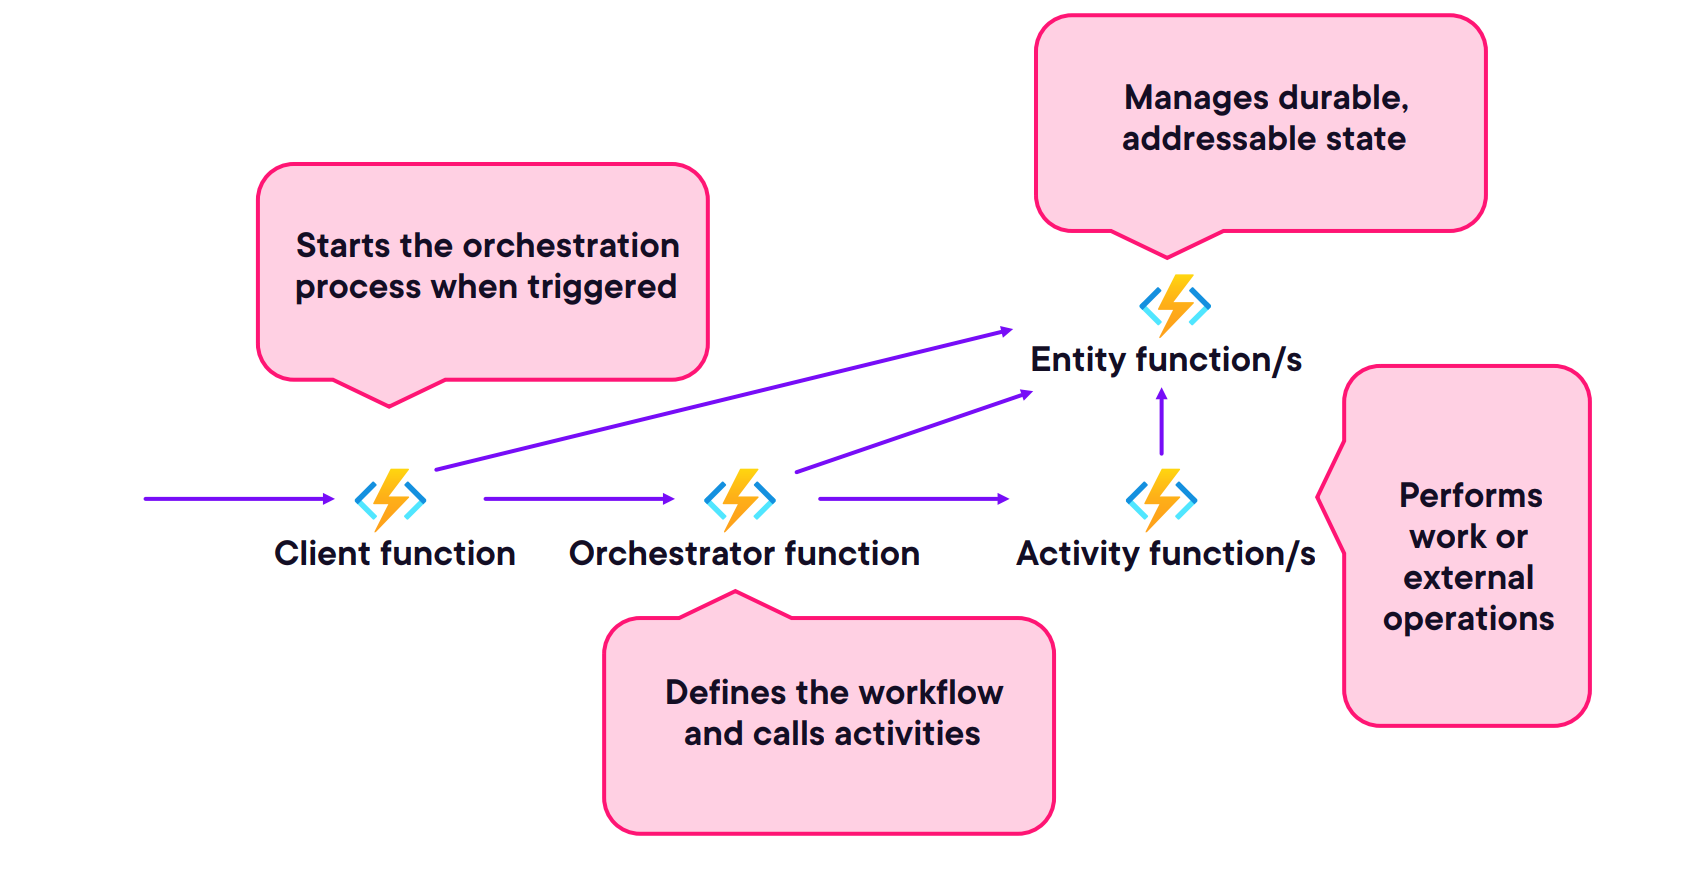 Manages durable,
addressable state
Starts the orchestration
process when triggered
Entity function/s
Client function
Orchestrator function
Activity function/s
Performs
work or
external
operations
Defines the workflow
and calls activities